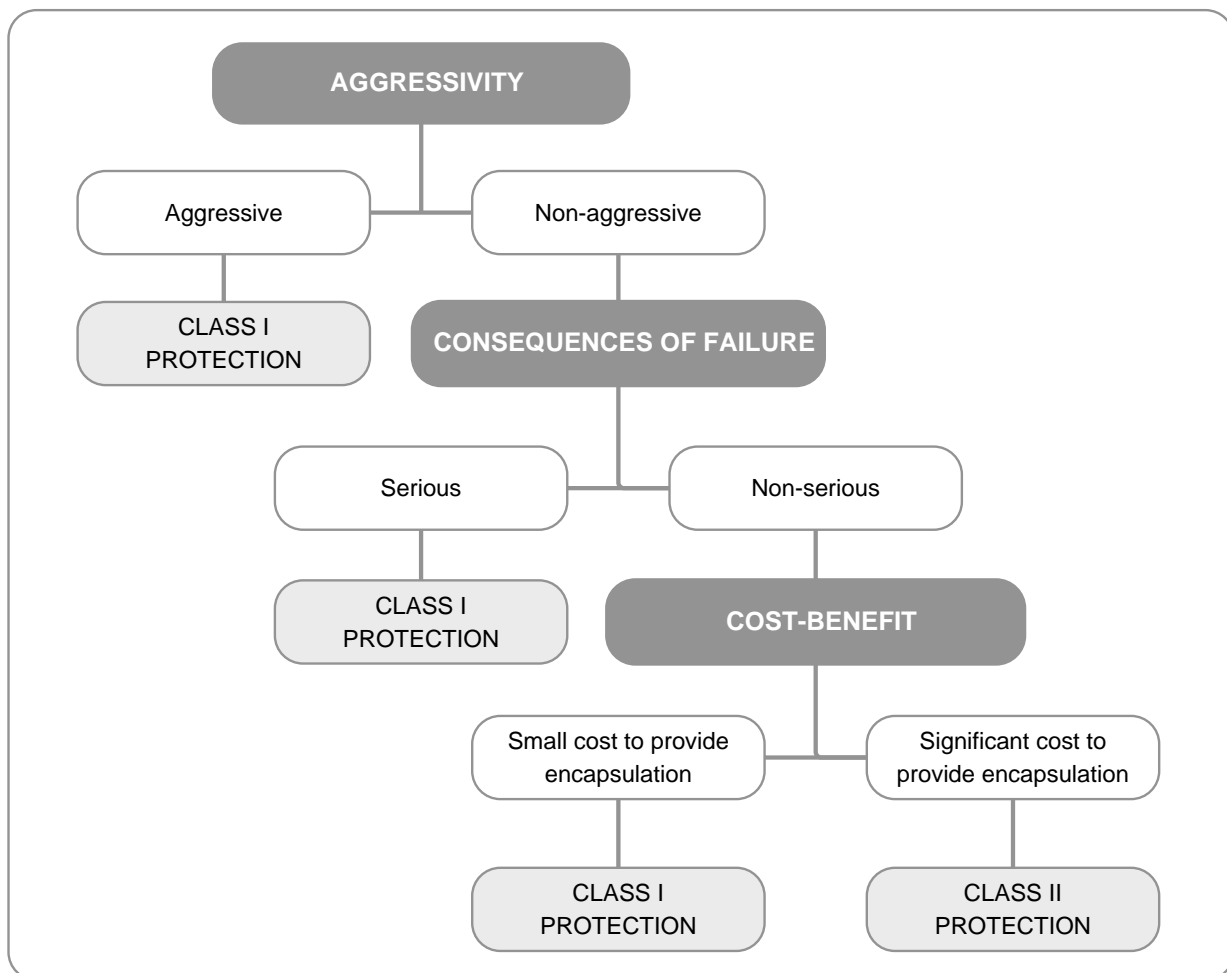 AGGRESSIVITY
Aggressive
Non-aggressive
CLASS I
PROTECTION
CONSEQUENCES OF FAILURE
Serious
Non-serious
CLASS I
PROTECTION
COST-BENEFIT
Small cost to provide
encapsulation
Significant cost to
provide encapsulation
CLASS I
PROTECTION
CLASS II
PROTECTION